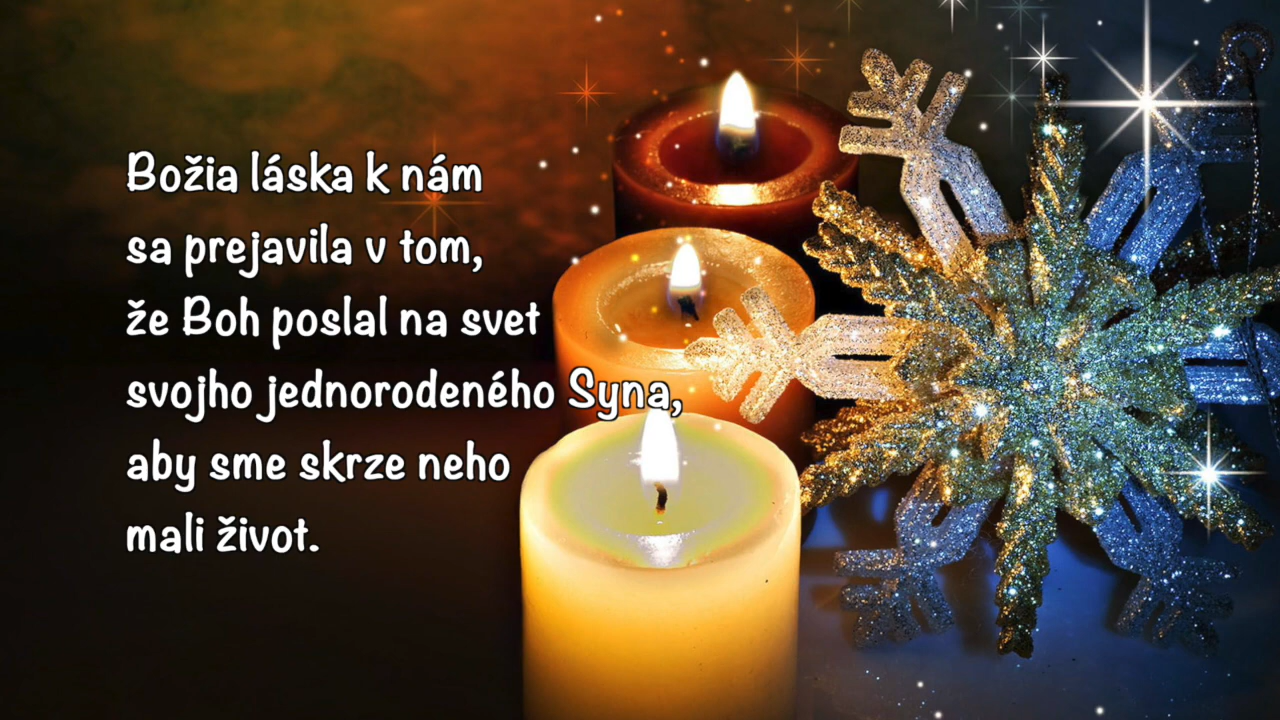 Božia láska k nám
sa prejavila v tom,
že Boh poslal na svet
svojho jednorodeného Syna,
aby sme skrze neho
mali život.